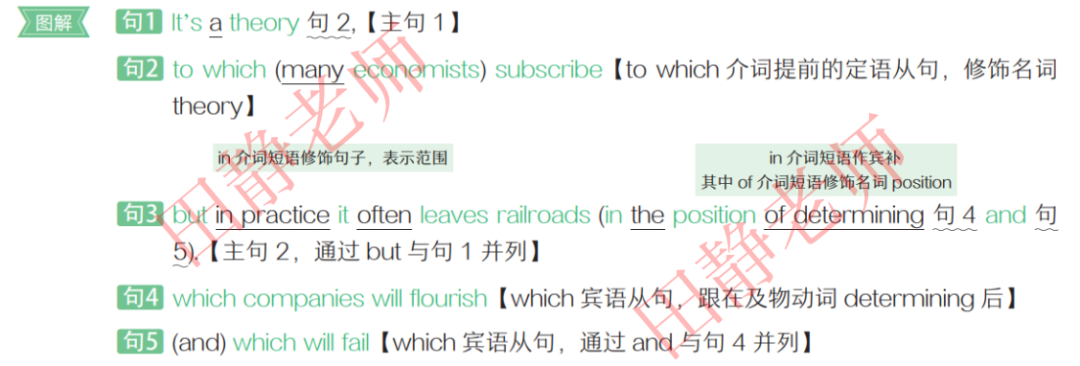 图解 句1 It's a theory 句 2,【主句 1】
句2 to which (many economists) subscribe【to which 介词提前的定语从句，修饰名词
theory】
in 介词短语修饰句子，表示范围
in 介词短语作宾补
其中 of 介词短语修饰名词 position
句3 but in practice it often leaves railroads (in the position of determining 句 4 and 句
5).【主句 2，通过 but 与句 1 并列】
句4 which companies will flourish【which 宾语从句，跟在及物动词 determining 后】
句5 (and) which will fail【which 宾语从句，通过 and 与句 4 并列】
田静老师
田静老师